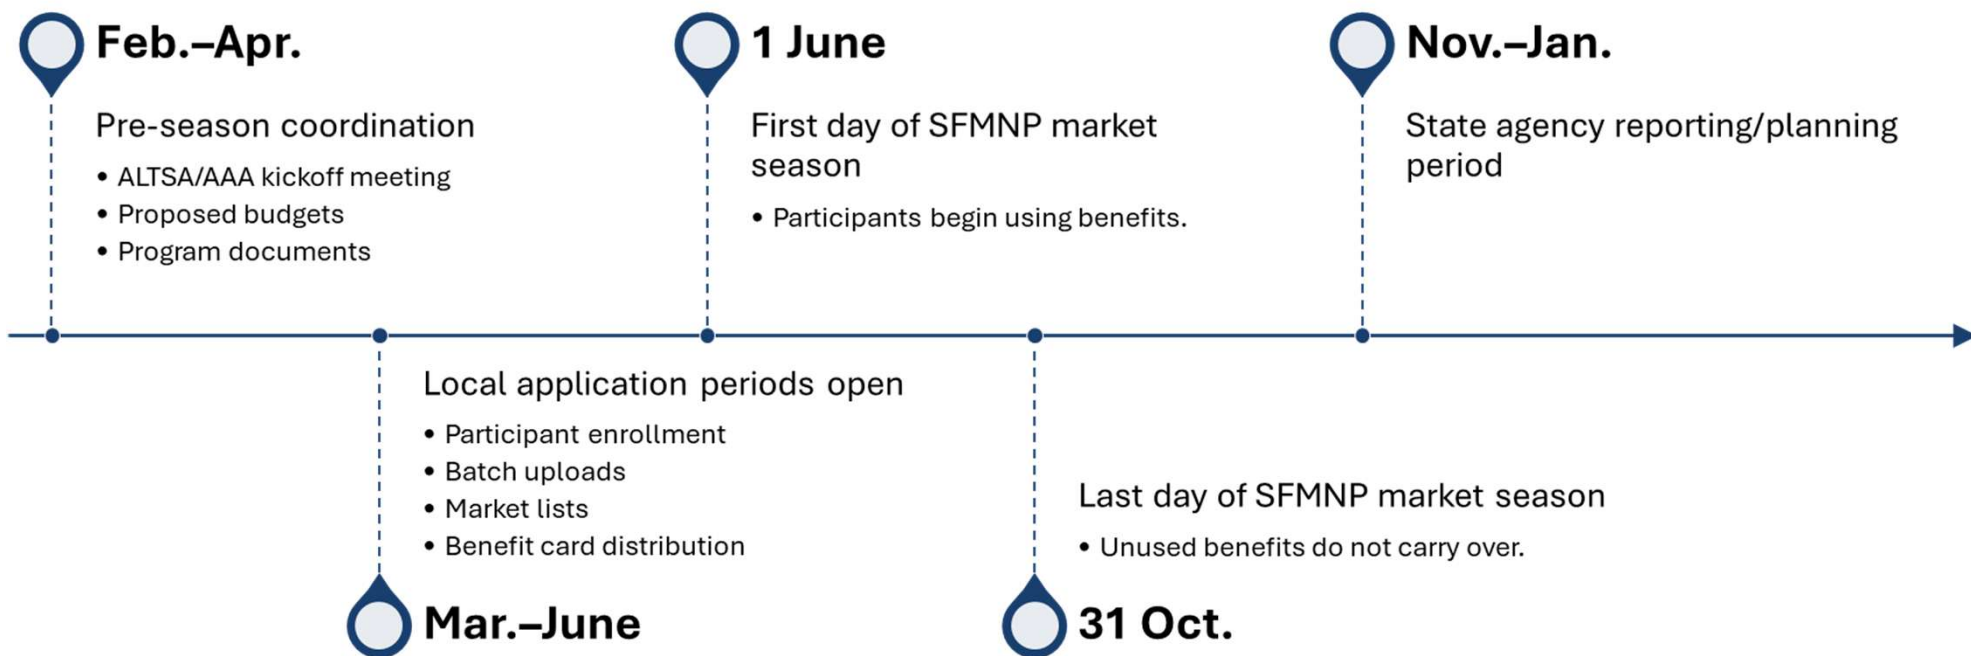 Feb.–Apr.
Pre-season coordination
• ALTSA/AAA kickoff meeting
• Proposed budgets
• Program documents
Local application periods open
• Participant enrollment
• Batch uploads
• Market lists
• Benefit card distribution
Mar.–June
1 June
First day of SFMNP market
season
• Participants begin using benefits.
Last day of SFMNP market season
• Unused benefits do not carry over.
31 Oct.
Nov.–Jan.
State agency reporting/planning
period